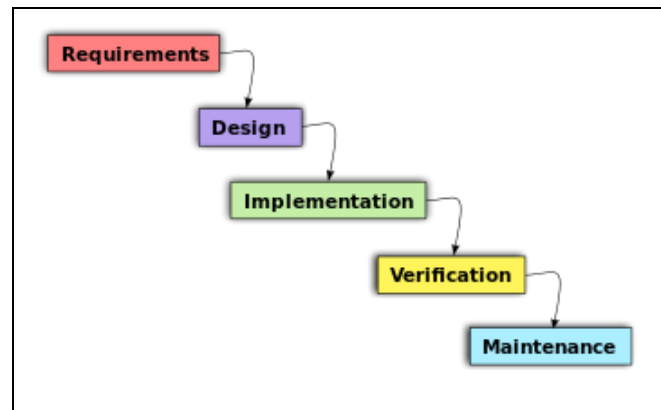 Requirements
Design
Implementation
Verification
Maintenance